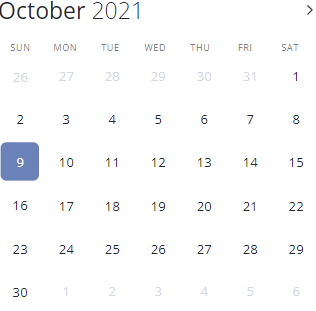 October 2021
SUN MON TUE WED THU FRI SAT
26 27 28 29 30 31 1
2 3 4 5 6 7 8
9 10 11 12 13 14 15
16 17 18 19 20 21 22
23 24 25 26 27 28 29
30 1 2 3 4 5 6